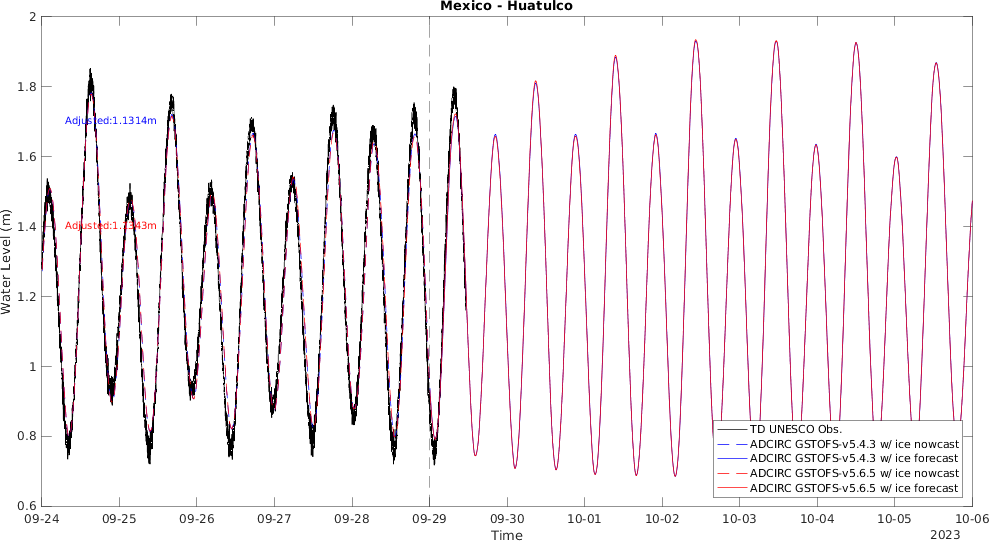 Mexico - Huatulco
2
1.8
1.6
1.4
1.2
1
0.8
0.6
Water Level (m)
Adjusted:1.1314m
Adjusted:1.2343m
TD UNESCO Obs.
ADCIRC GSTOFS-v5.4.3 w/ ice nowcast
ADCIRC GSTOFS-v5.4.3 w/ ice forecast
ADCIRC GSTOFS-v5.6.5 w/ ice nowcast
ADCIRC GSTOFS-v5.6.5 w/ ice forecast
09-24 09-25 09-26 09-27 09-28 09-29 09-30 10-01 10-02 10-03 10-04 10-05 10-06
2023
Time